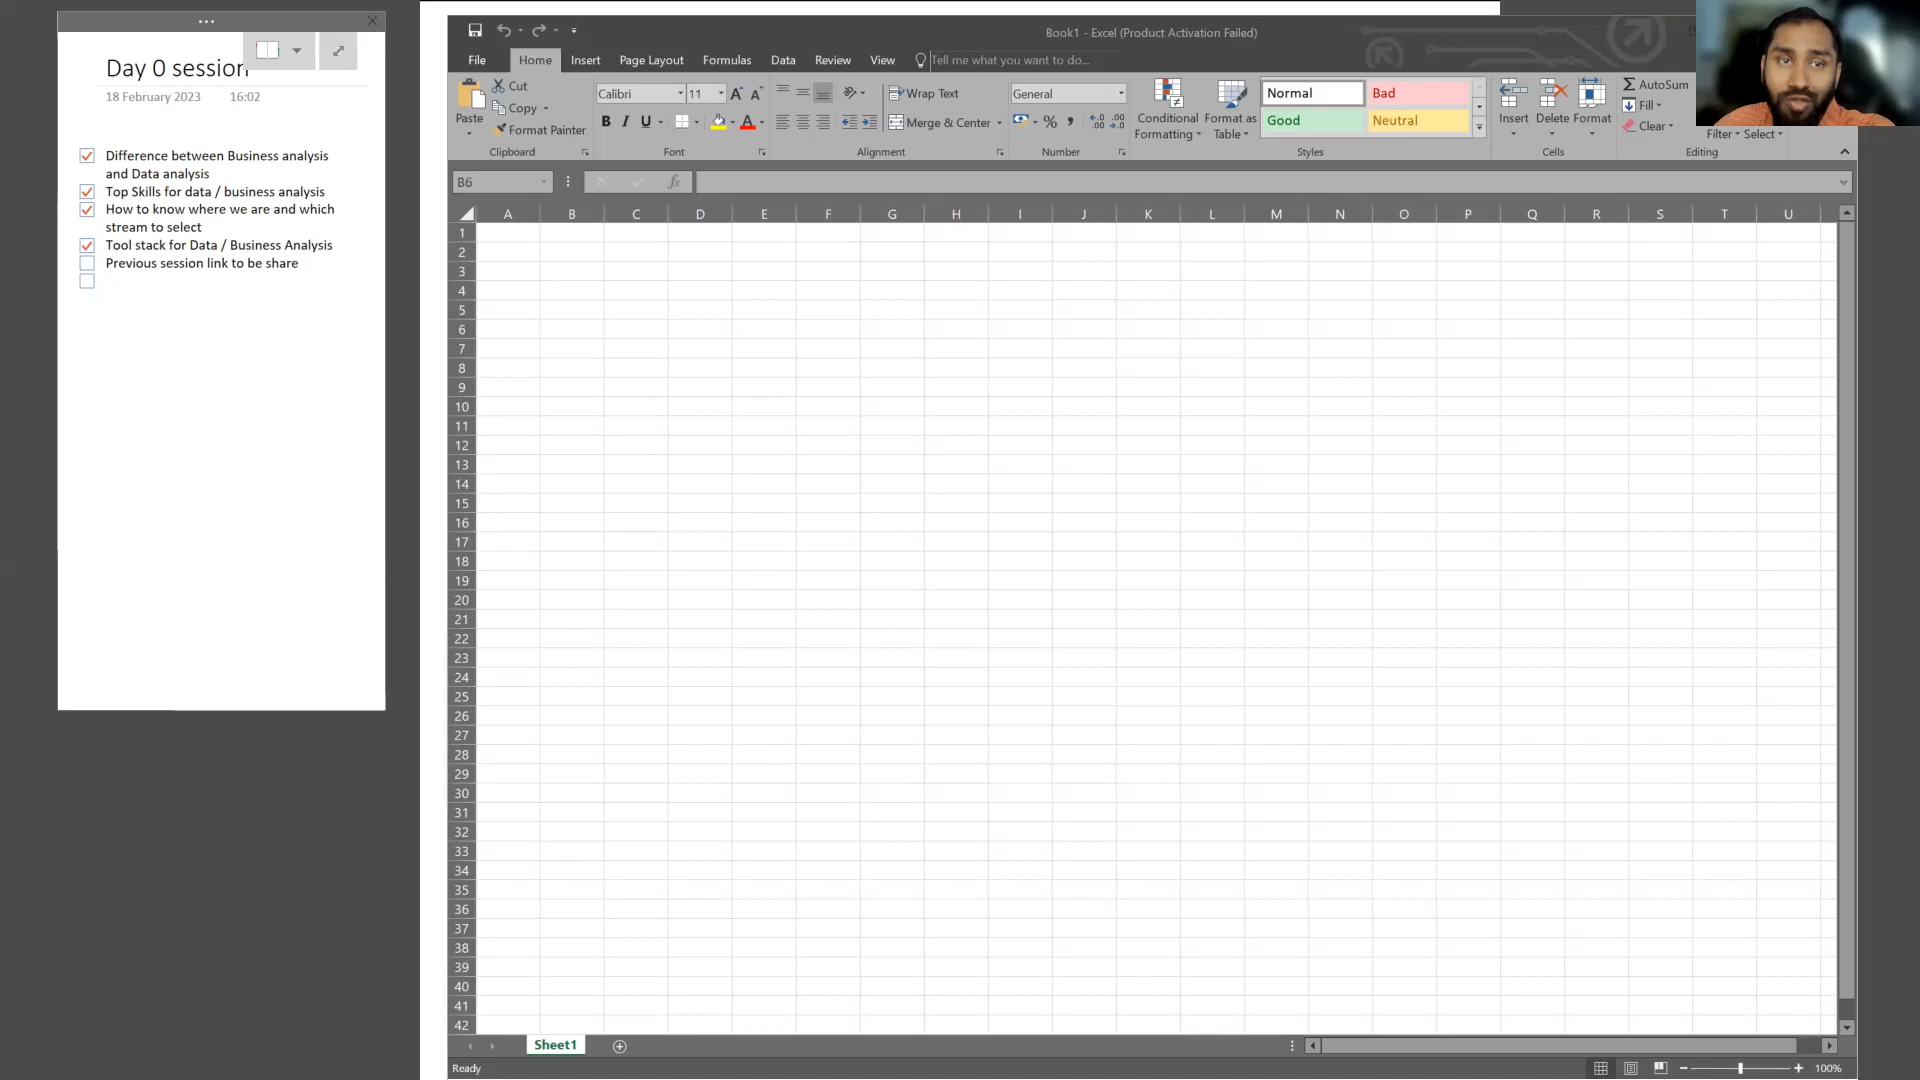 Day 0 session
18 February 2023 16:02
Difference between Business analysis
and Data analysis
Top Skills for data / business analysis
How to know where we are and which
stream to select
Tool stack for Data / Business Analysis
Previous session link to be share
Book1 - Excel (Product Activation Failed)
File Home Insert Page Layout Formulas Data Review View Tell me what you want to do...
Paste
Cut
Copy
Format Painter
Clipboard
Calibri 11
B I U A
Font
Wrap Text
Merge & Center
Alignment
General
%
Number
Conditional
Formatting
Format as
Table
Normal Bad
Good Neutral
Styles
Insert Delete Format
Cells
AutoSum
Fill
Clear
Filter Select
Editing
B6 fx
A B C D E F G H I J K L M N O P Q R S T U
1
2
3
4
5
6
7
8
9
10
11
12
13
14
15
16
17
18
19
20
21
22
23
24
25
26
27
28
29
30
31
32
33
34
35
36
37
38
39
40
41
42
Sheet1
Ready 100%